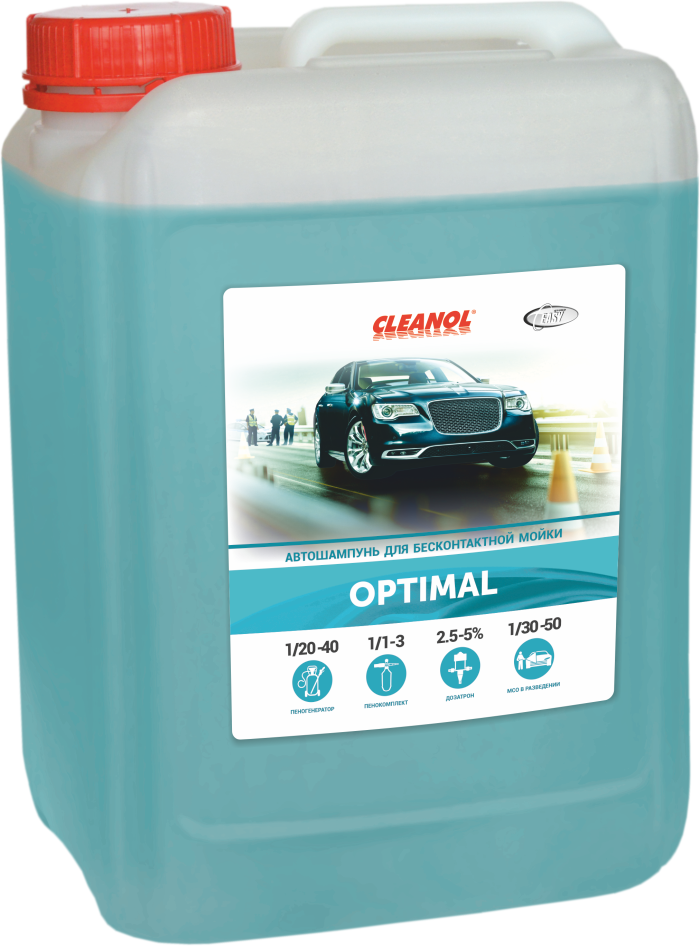 CLEANOL®
EASY
АВТОШАМПУНЬ ДЛЯ БЕСКОНТАКТНОЙ МОЙКИ
OPTIMAL
1/20-40 1/1-3 2.5-5% 1/30-50
ПЕНОГЕНЕРАТОР ПЕНОКОМПЛЕКТ ДОЗАТРОН МСО В РАЗВЕДЕНИИ